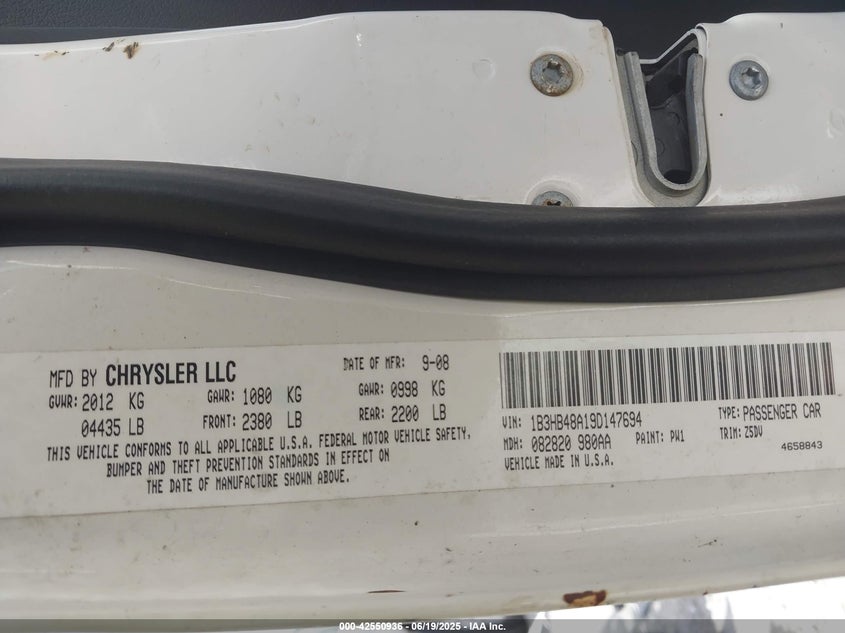 MFD BY CHRYSLER LLC
DATE OF MFR: 9-08
GVWR: 2012 KG
GAWR: 1080 KG
GAWR: 0998 KG
04435 LB
FRONT: 2380 LB
REAR: 2200 LB
THIS VEHICLE CONFORMS TO ALL APPLICABLE U.S.A. FEDERAL MOTOR VEHICLE SAFETY,
BUMPER AND THEFT PREVENTION STANDARDS IN EFFECT ON
THE DATE OF MANUFACTURE SHOWN ABOVE.
VIN: 1B3HB48A19D147694
TYPE: PASSENGER CAR
MDH: 082820 980AA
PAINT: PW1
TRIM: Z5DV
VEHICLE MADE IN U.S.A.
4658843
000-42550936 - 06/19/2025 - IAA Inc.